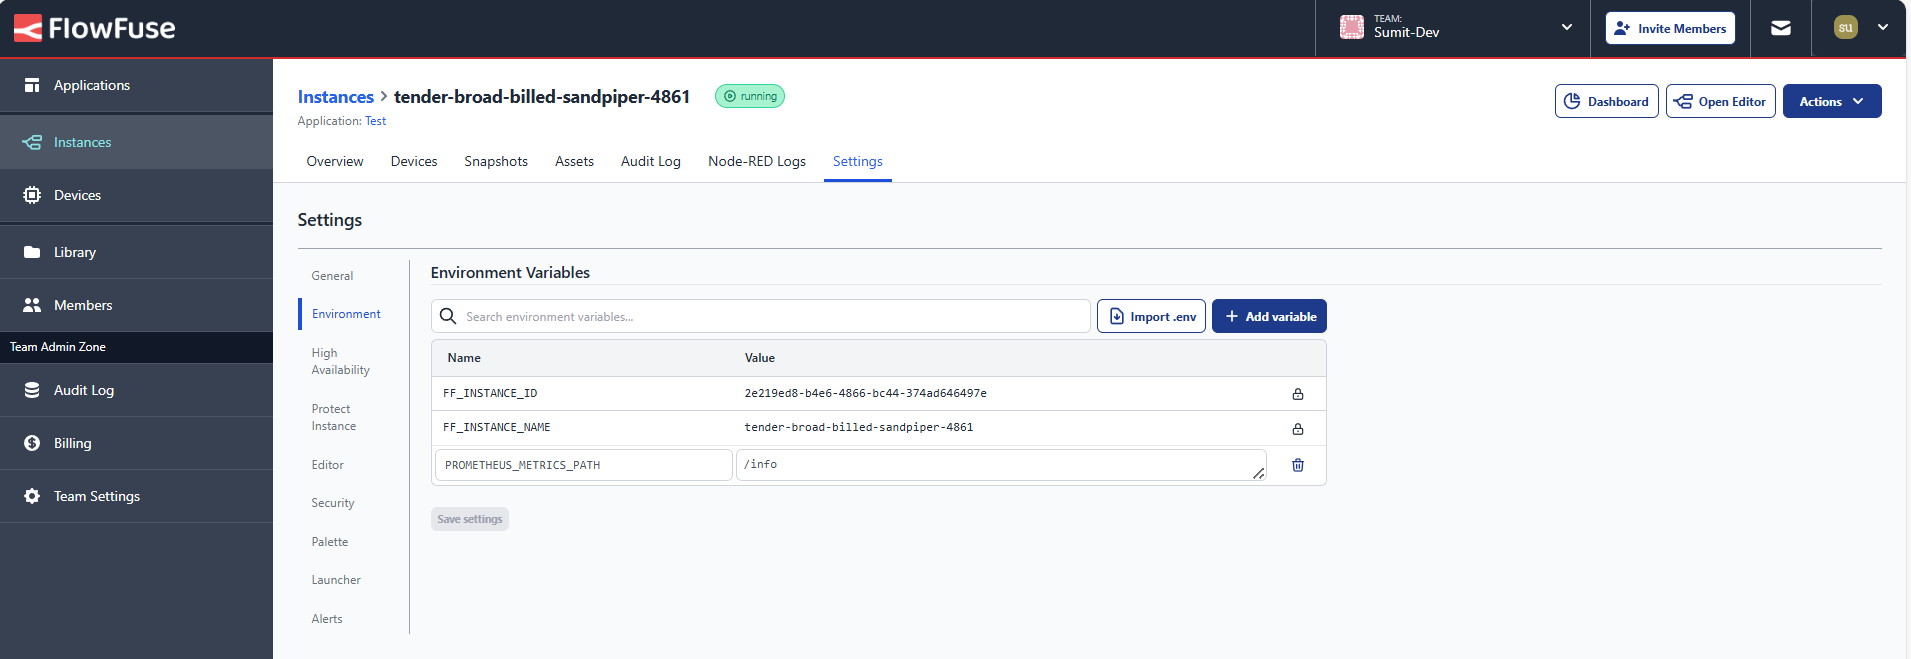 FlowFuse
TEAM:
Sumit-Dev
Invite Members
su
Applications
Instances
Devices
Library
Members
Team Admin Zone
Audit Log
Billing
Team Settings
Instances > tender-broad-billed-sandpiper-4861
running
Application: Test
Dashboard
Open Editor
Actions
Overview Devices Snapshots Assets Audit Log Node-RED Logs Settings
Settings
General
Environment
High
Availability
Protect
Instance
Editor
Security
Palette
Launcher
Alerts
Environment Variables
Search environment variables...
Import .env
+ Add variable
Name Value
FF_INSTANCE_ID 2e219ed8-b4e6-4866-bc44-374ad646497e
FF_INSTANCE_NAME tender-broad-billed-sandpiper-4861
PROMETHEUS_METRICS_PATH /info
Save settings